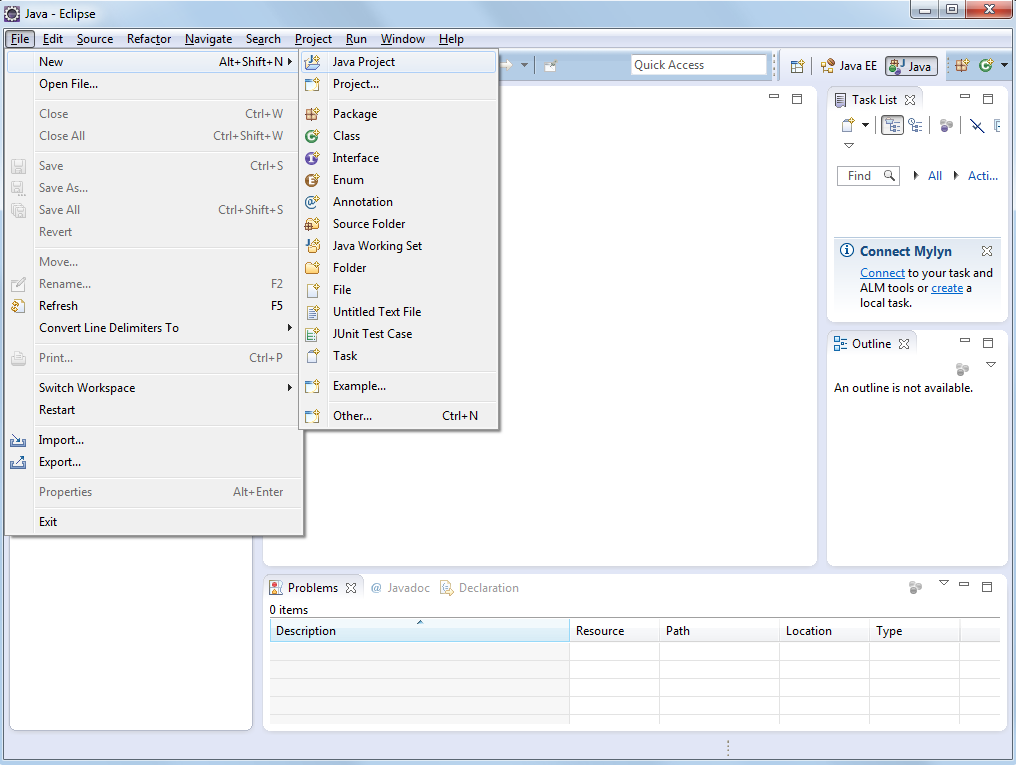 Java - Eclipse
File Edit Source Refactor Navigate Search Project Run Window Help
Quick Access
Java EE
Java
New Alt+Shift+N
Open File...
Close Ctrl+W
Close All Ctrl+Shift+W
Save Ctrl+S
Save As...
Save All Ctrl+Shift+S
Revert
Move...
Rename... F2
Refresh F5
Convert Line Delimiters To
Print... Ctrl+P
Switch Workspace
Restart
Import...
Export...
Properties Alt+Enter
Exit
Java Project
Project...
Package
Class
Interface
Enum
Annotation
Source Folder
Java Working Set
Folder
File
Untitled Text File
JUnit Test Case
Task
Example...
Other... Ctrl+N
Task List
Find All Acti...
Connect Mylyn
Connect to your task and
ALM tools or create a
local task.
Outline
An outline is not available.
Problems @ Javadoc Declaration
0 items
Description Resource Path Location Type